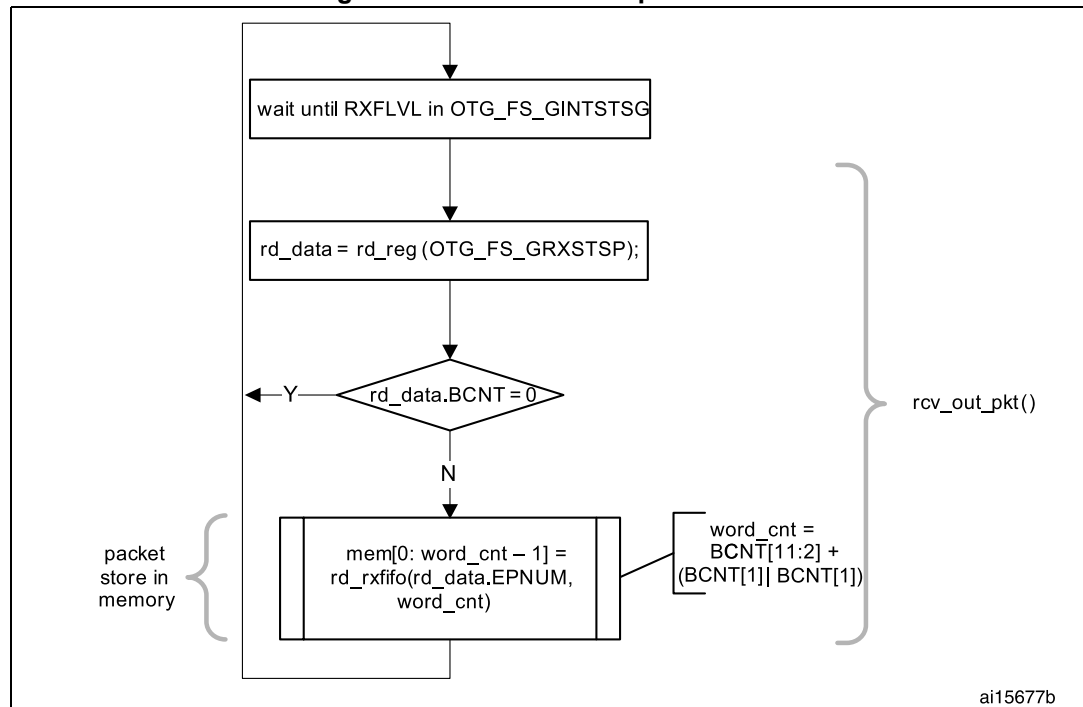 wait until RXFLVL in OTG_FS_GINTSTSG
rd_data = rd_reg (OTG_FS_GRXSTSP);
rd_data.BCNT = 0
Y
N
rcv_out_pkt()
packet
store in
memory
mem[0: word_cnt – 1] =
rd_rxfifo(rd_data.EPNUM,
word_cnt)
word_cnt =
BCNT[11:2] +
(BCNT[1] | BCNT[1])
ai15677b